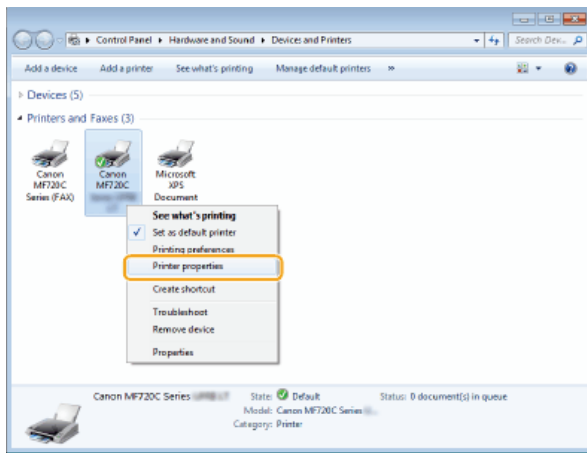 Control Panel ▸ Hardware and Sound ▸ Devices and Printers
Search Dev...
Add a device Add a printer See what's printing Manage default printers »
Devices (5)
Printers and Faxes (3)
Canon
MF720C
Series (FAX)
Canon
MF720C
Microsoft
XPS
Document
See what's printing
Set as default printer
Printing preferences
Printer properties
Create shortcut
Troubleshoot
Remove device
Properties
Canon MF720C Series
State: Default
Status: 0 document(s) in queue
Model: Canon MF720C Series
Category: Printer